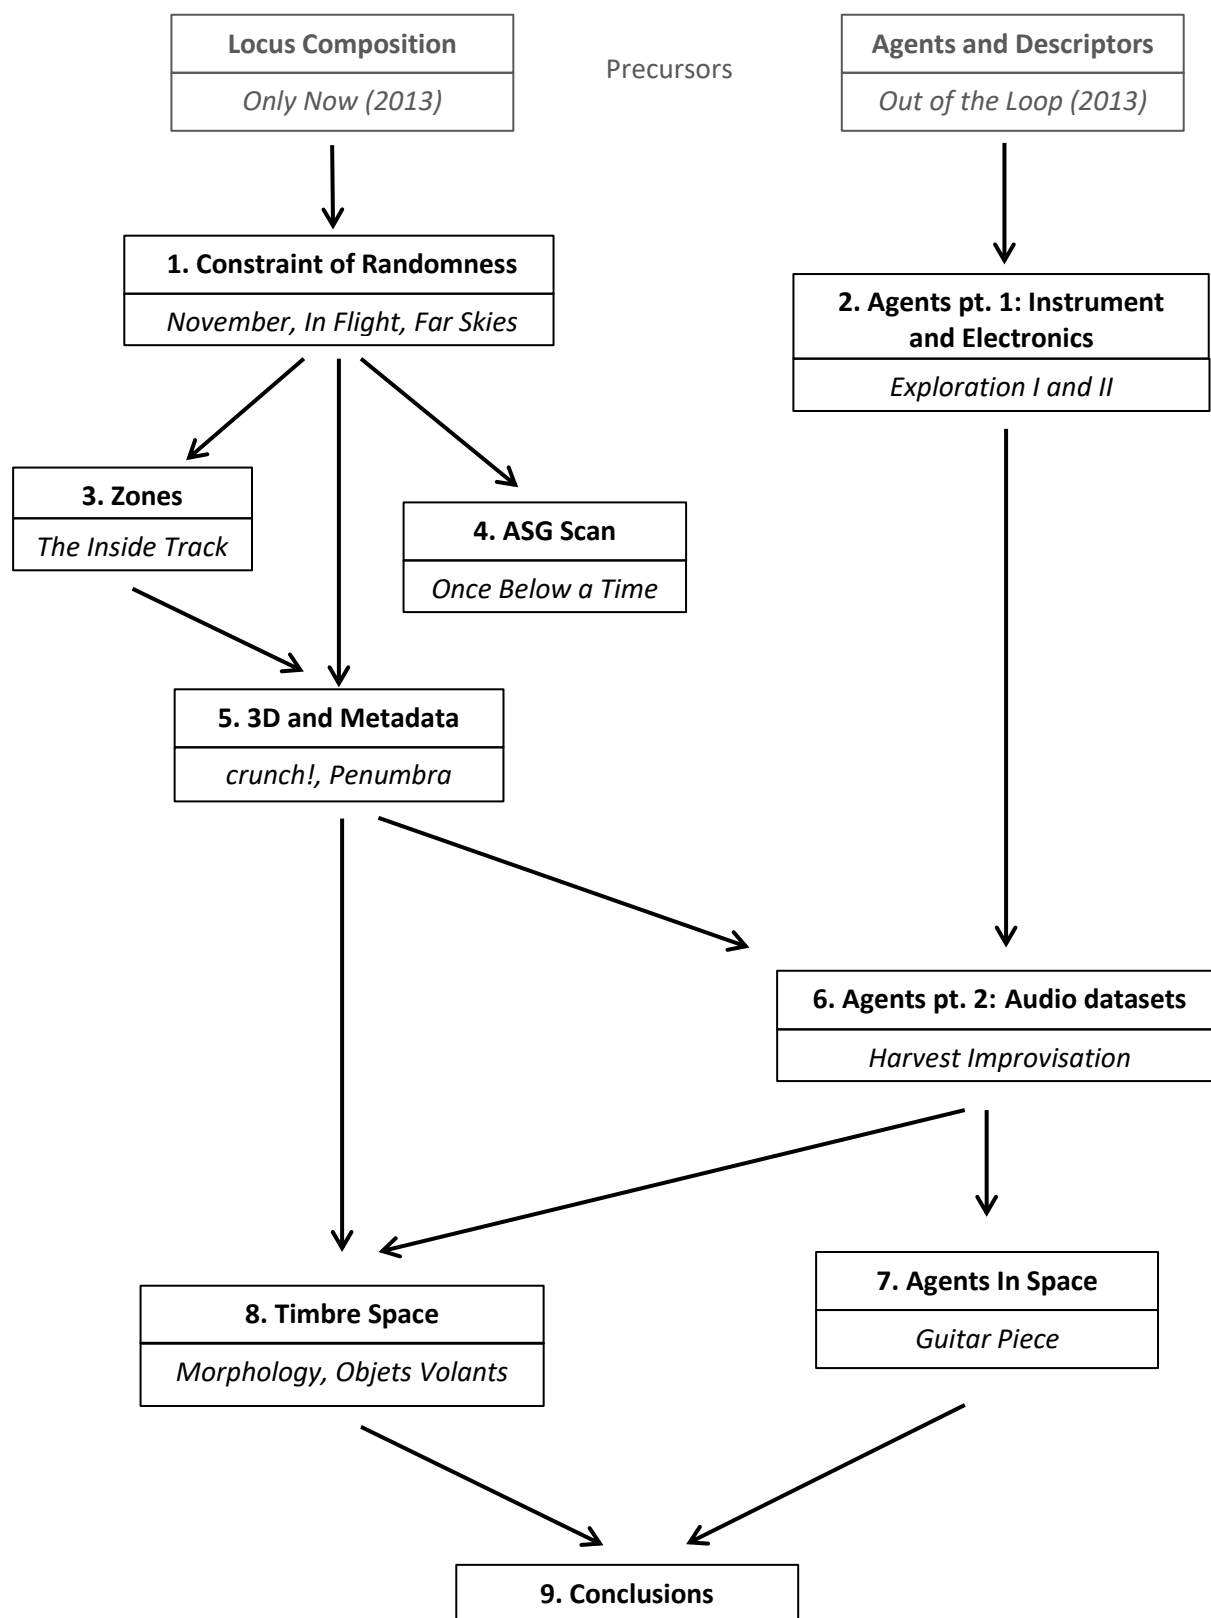 Locus Composition
Only Now (2013)
Precursors
Agents and Descriptors
Out of the Loop (2013)
1. Constraint of Randomness
November, In Flight, Far Skies
2. Agents pt. 1: Instrument
and Electronics
Exploration I and II
3. Zones
The Inside Track
4. ASG Scan
Once Below a Time
5. 3D and Metadata
crunch!, Penumbra
6. Agents pt. 2: Audio datasets
Harvest Improvisation
7. Agents In Space
Guitar Piece
8. Timbre Space
Morphology, Objets Volants
9. Conclusions